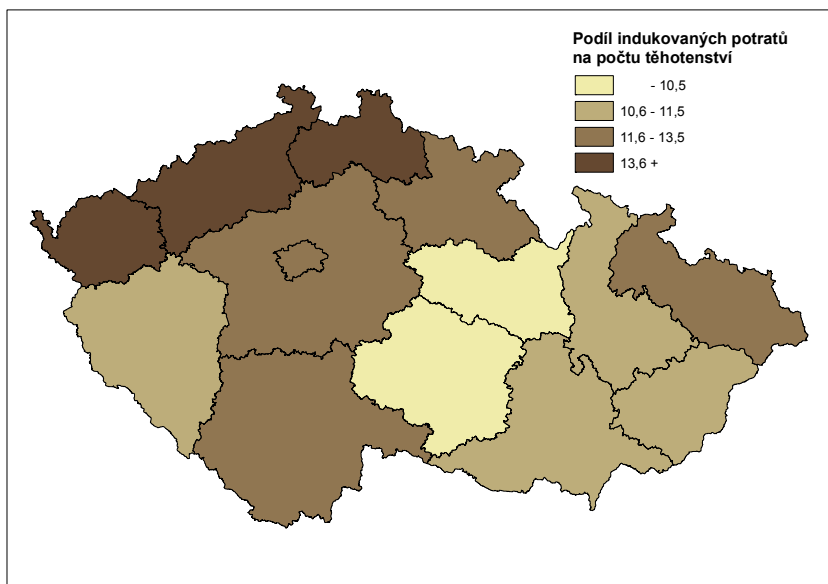 Podíl indukovaných potratů
na počtu těhotenství
- 10,5
10,6 - 11,5
11,6 - 13,5
13,6 +